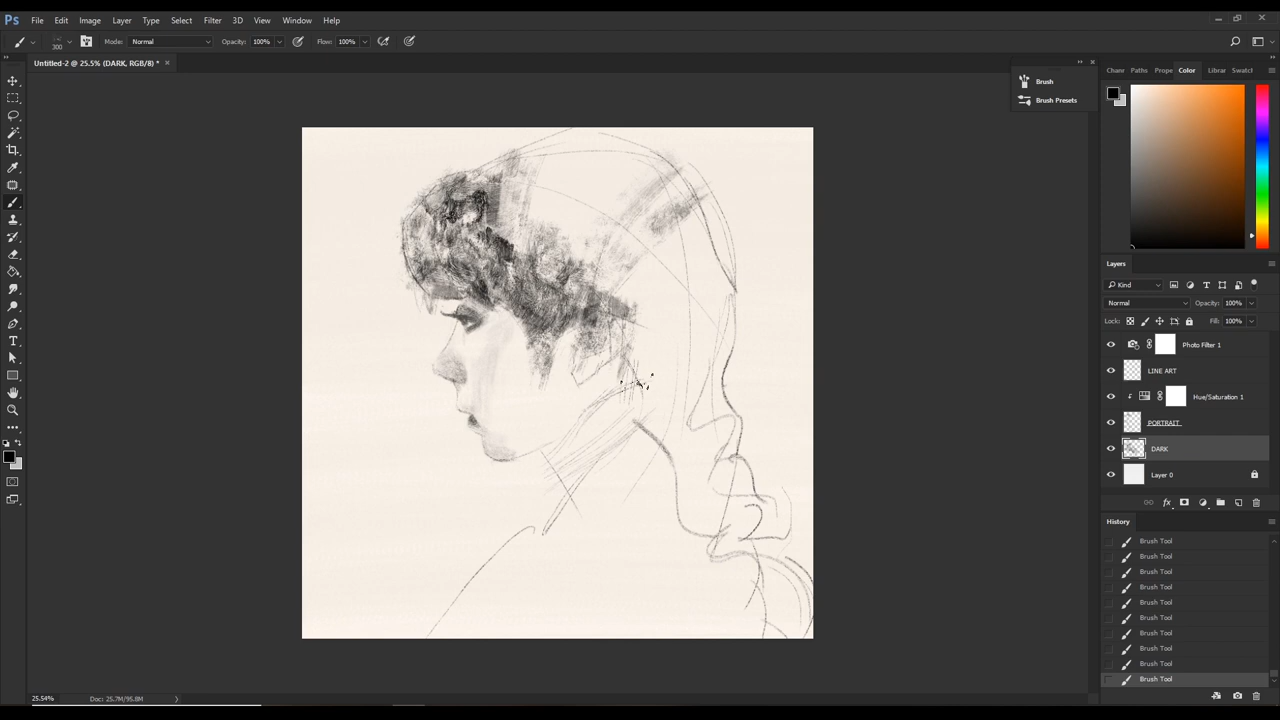 Ps File Edit Image Layer Type Select Filter 3D View Window Help
300 Mode: Normal Opacity: 100% Flow: 100%
Untitled-2 @ 25.5% (DARK, RGB/8) * ×
Brush
Brush Presets
Chanr Paths Prope Color Librar Swatch
Layers
Kind
Normal Opacity: 100%
Lock: Fill: 100%
Photo Filter 1
LINE ART
Hue/Saturation 1
PORTRAIT
DARK
Layer 0
History
Brush Tool
Brush Tool
Brush Tool
Brush Tool
Brush Tool
Brush Tool
Brush Tool
Brush Tool
Brush Tool
Brush Tool
25.54% Doc: 25.7M/95.8M